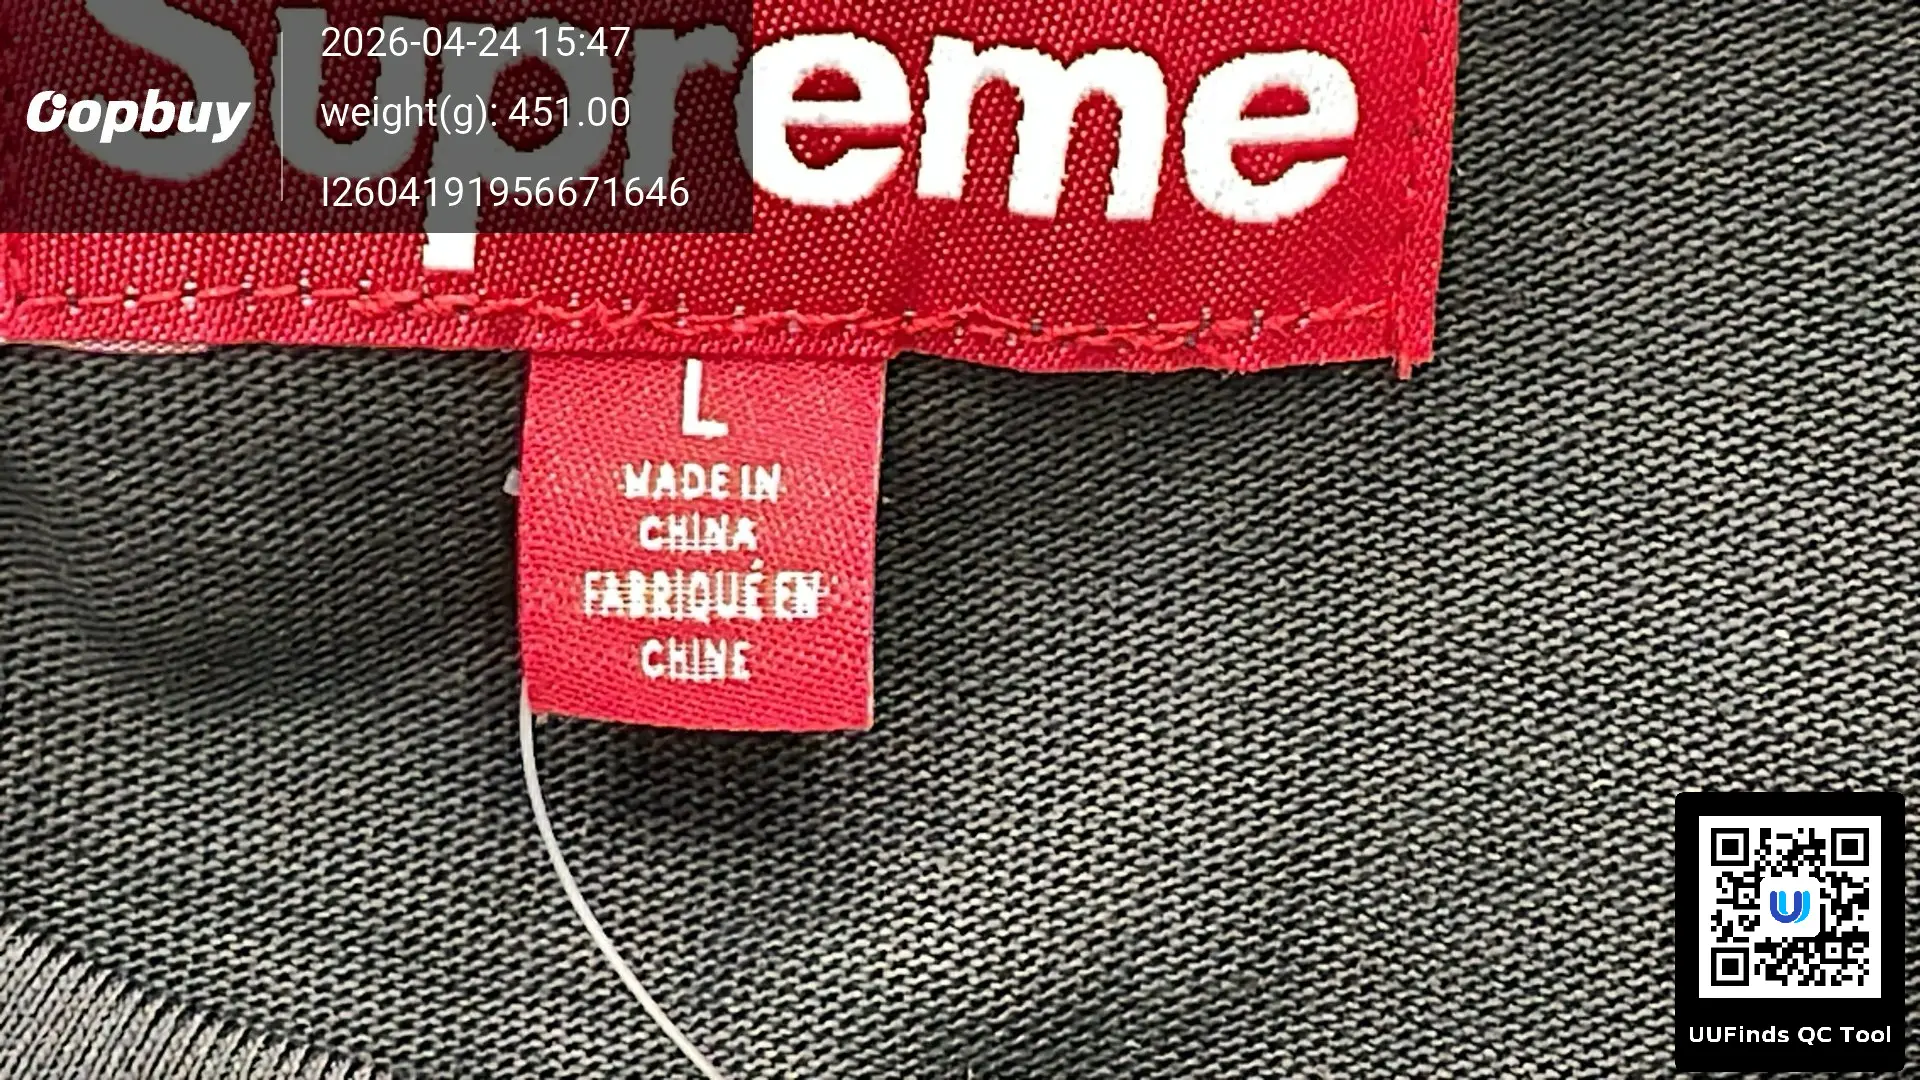 Supreme
2026-04-24 15:47
oopbuy
weight(g): 451.00
I2604191956671646
L
MADE IN
CHINA
FABRIQUÉ EN
CHINE
UUFinds QC Tool